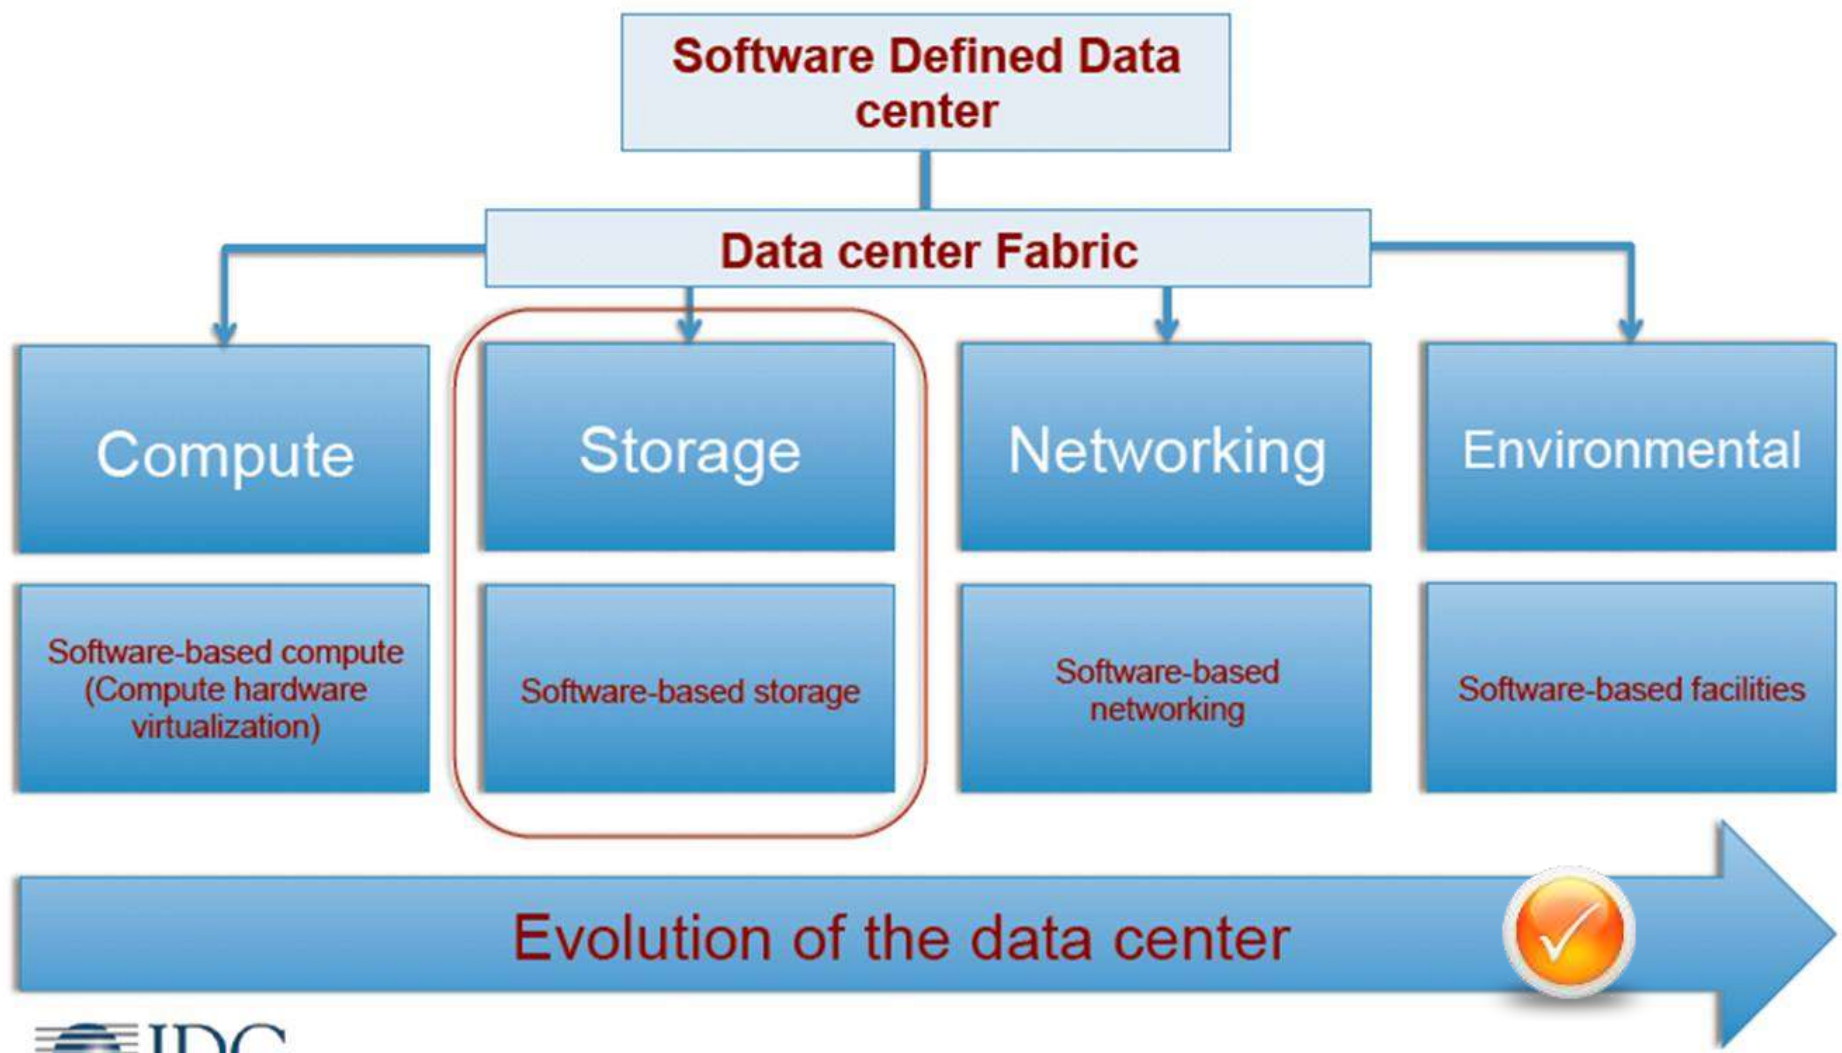 Software Defined Data
center
Data center Fabric
Compute
Storage
Networking
Environmental
Software-based compute
(Compute hardware
virtualization)
Software-based storage
Software-based
networking
Software-based facilities
Evolution of the data center
IDC